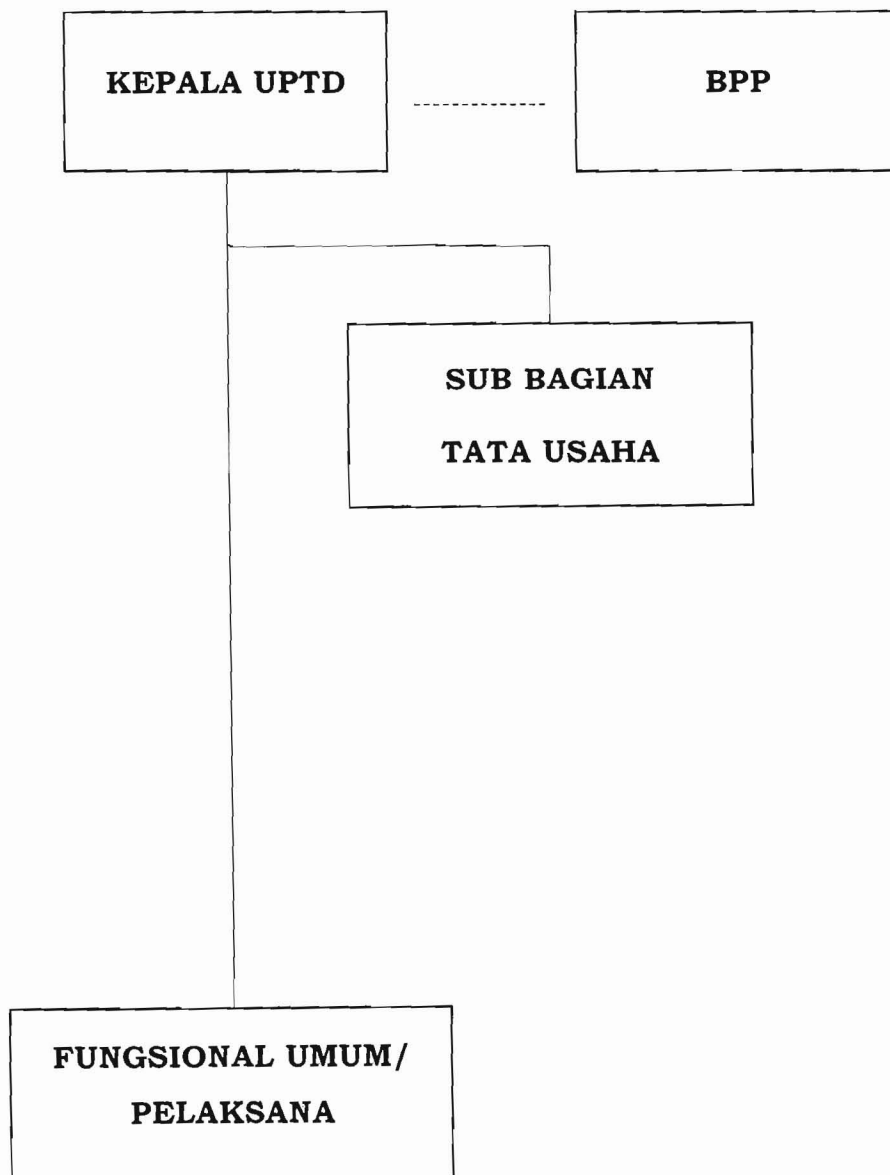 KEPALA UPTD
BPP
SUB BAGIAN
TATA USAHA
FUNGSIONAL UMUM/
PELAKSANA